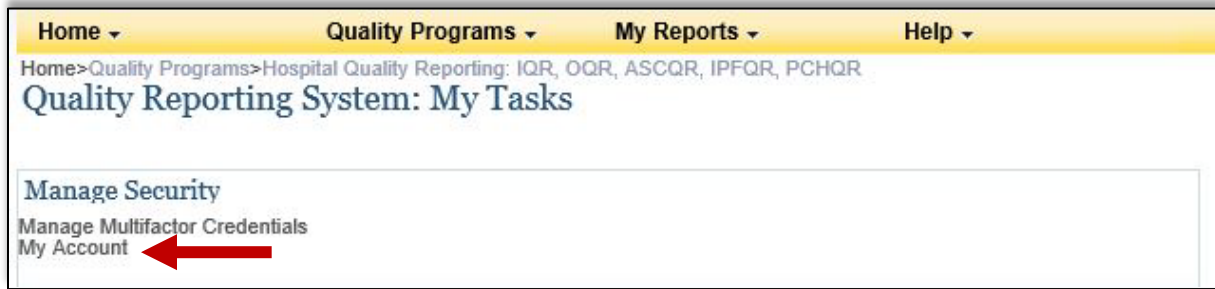 Home Quality Programs My Reports Help
Home>Quality Programs>Hospital Quality Reporting: IQR, OQR, ASCQR, IPFQR, PCHQR
Quality Reporting System: My Tasks
Manage Security
Manage Multifactor Credentials
My Account